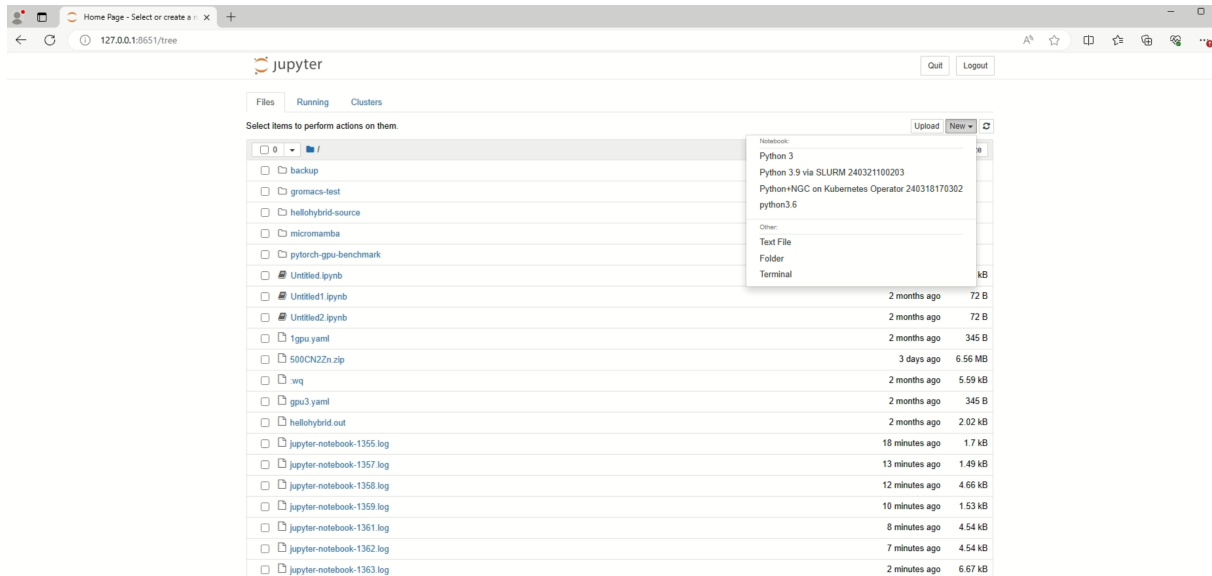 Home Page - Select or create a n
127.0.0.1:8651/tree
jupyter
Quit Logout
Files Running Clusters
Select items to perform actions on them.
Upload New
0 /
Notebook:
Python 3
Python 3.9 via SLURM 240321100203
Python+NGC on Kubernetes Operator 240318170302
python3.6
Other:
Text File
Folder
Terminal
backup
gromacs-test
hellohybrid-source
micromamba
pytorch-gpu-benchmark
Untitled.ipynb kB
Untitled1.ipynb 2 months ago 72 B
Untitled2.ipynb 2 months ago 72 B
1gpu.yaml 2 months ago 345 B
500CN2Zn.zip 3 days ago 6.56 MB
:wq 2 months ago 5.59 kB
gpu3.yaml 2 months ago 345 B
hellohybrid.out 2 months ago 2.02 kB
jupyter-notebook-1355.log 18 minutes ago 1.7 kB
jupyter-notebook-1357.log 13 minutes ago 1.49 kB
jupyter-notebook-1358.log 12 minutes ago 4.66 kB
jupyter-notebook-1359.log 10 minutes ago 1.53 kB
jupyter-notebook-1361.log 8 minutes ago 4.54 kB
jupyter-notebook-1362.log 7 minutes ago 4.54 kB
jupyter-notebook-1363.log 2 minutes ago 6.67 kB